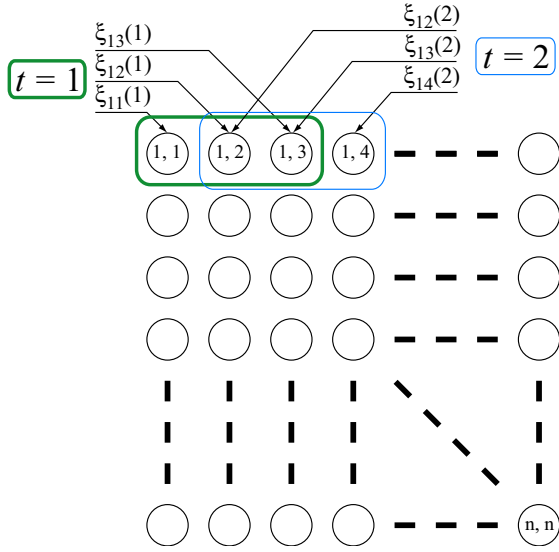 ξ12(2)
ξ13(1)
ξ13(2)
t = 1
t = 2
ξ12(1)
ξ14(2)
ξ11(1)
1, 1
1, 2
1, 3
1, 4
n, n